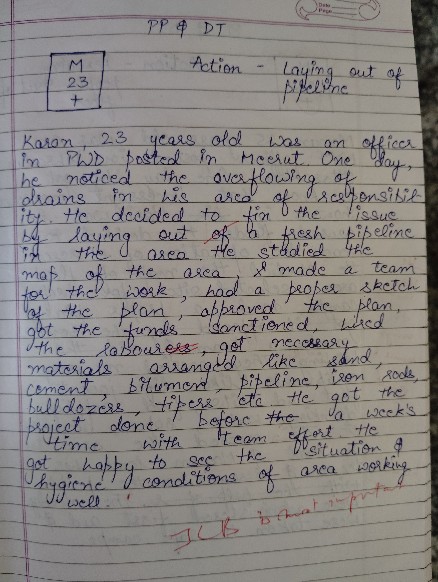 Date
Page
PP & DT
M
23
+
Action - Laying out of
pipeline
Karan, 23 years old was an officer
in PWD posted in Meerut. One day,
he noticed the overflowing of
drains in his area of responsibil
ity. He decided to fix the issue
by laying out of a fresh pipeline
in the area. He studied the
map of the area, & made a team
for the work, had a proper sketch
of the plan, approved the plan,
got the funds sanctioned, hired
the labourers, got necessary
materials arranged like sand,
cement, bitumen, pipeline, iron rods,
bulldozers, tipers etc. He got the
project done before the a week's
time with team effort. He
got happy to see the situation &
hygiene conditions of area working
well.
JCB is most important